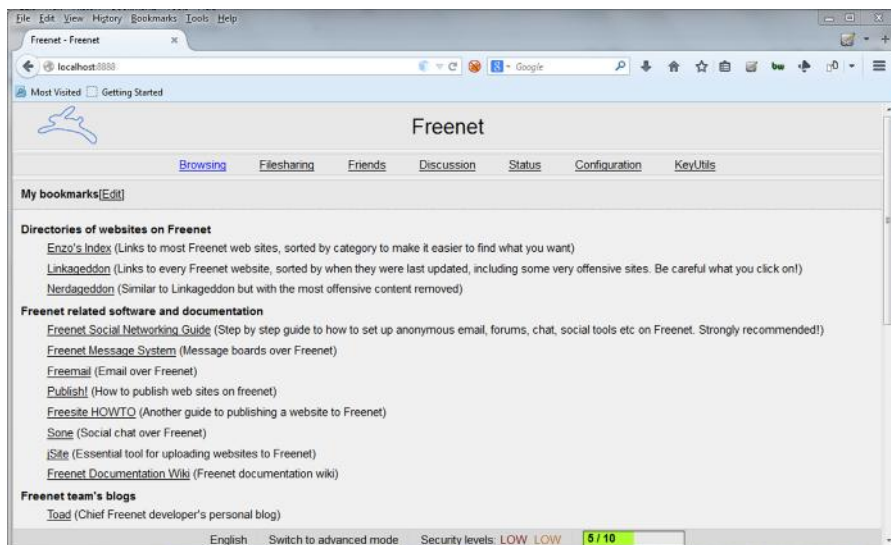 File Edit View History Bookmarks Tools Help
Freenet - Freenet
localhost:8888
Google
bw
Most Visited Getting Started
Freenet
Browsing Filesharing Friends Discussion Status Configuration KeyUtils
My bookmarks[Edit]
Directories of websites on Freenet
Enzo's Index (Links to most Freenet web sites, sorted by category to make it easier to find what you want)
Linkageddon (Links to every Freenet website, sorted by when they were last updated, including some very offensive sites. Be careful what you click on!)
Nerdageddon (Similar to Linkageddon but with the most offensive content removed)
Freenet related software and documentation
Freenet Social Networking Guide (Step by step guide to how to set up anonymous email, forums, chat, social tools etc on Freenet. Strongly recommended!)
Freenet Message System (Message boards over Freenet)
Freemail (Email over Freenet)
Publish! (How to publish web sites on freenet)
Freesite HOWTO (Another guide to publishing a website to Freenet)
Sone (Social chat over Freenet)
jSite (Essential tool for uploading websites to Freenet)
Freenet Documentation Wiki (Freenet documentation wiki)
Freenet team's blogs
Toad (Chief Freenet developer's personal blog)
English Switch to advanced mode Security levels: LOW LOW 5 / 10